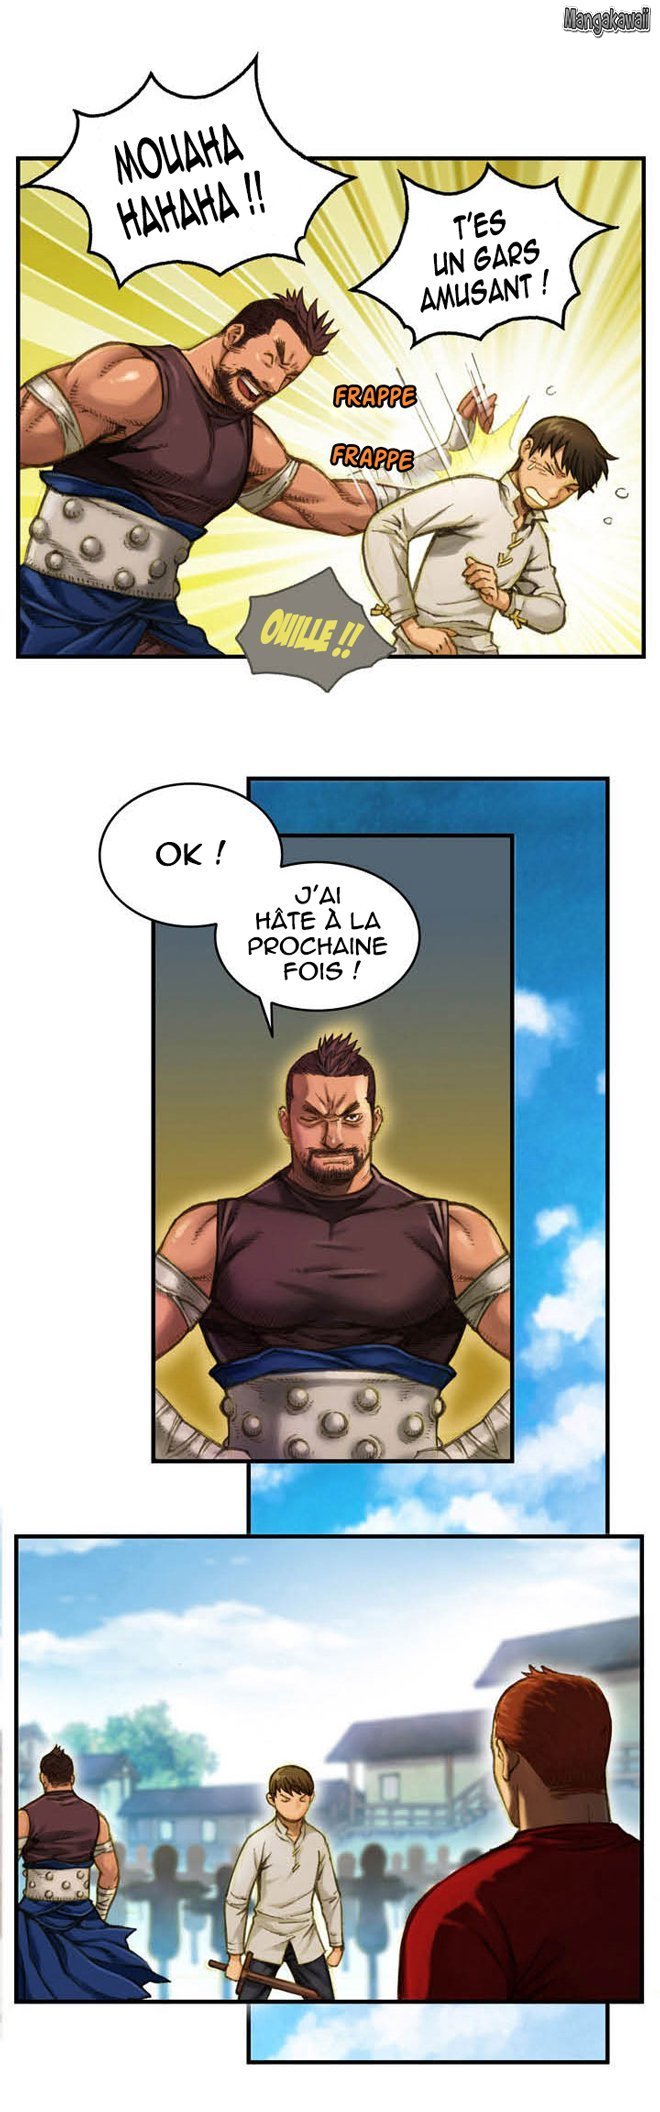 Mangakawaii
MOUAHA
HAHAHA !!
T'ES
UN GARS
AMUSANT !
FRAPPE
FRAPPE
OUILLE !!
OK !
J'AI
HÂTE À LA
PROCHAINE
FOIS !